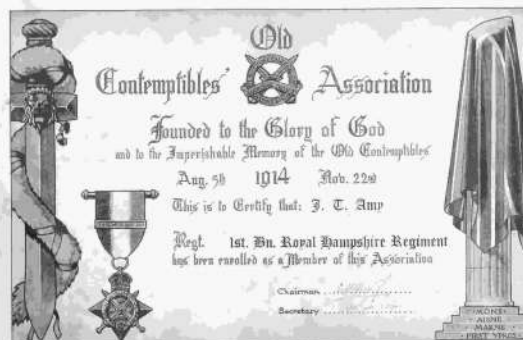 Old
Contemptibles' Association
Founded to the Glory of God
and to the Imperishable Memory of the Old Contemptibles
Aug. 5th 1914 Nov. 22nd
This is to Certify that: J. T. Amy
Regt. 1st. Bn. Royal Hampshire Regiment
has been enrolled as a Member of this Association
Chairman
Secretary
MONS
AISNE
MARNE
FIRST YPRES